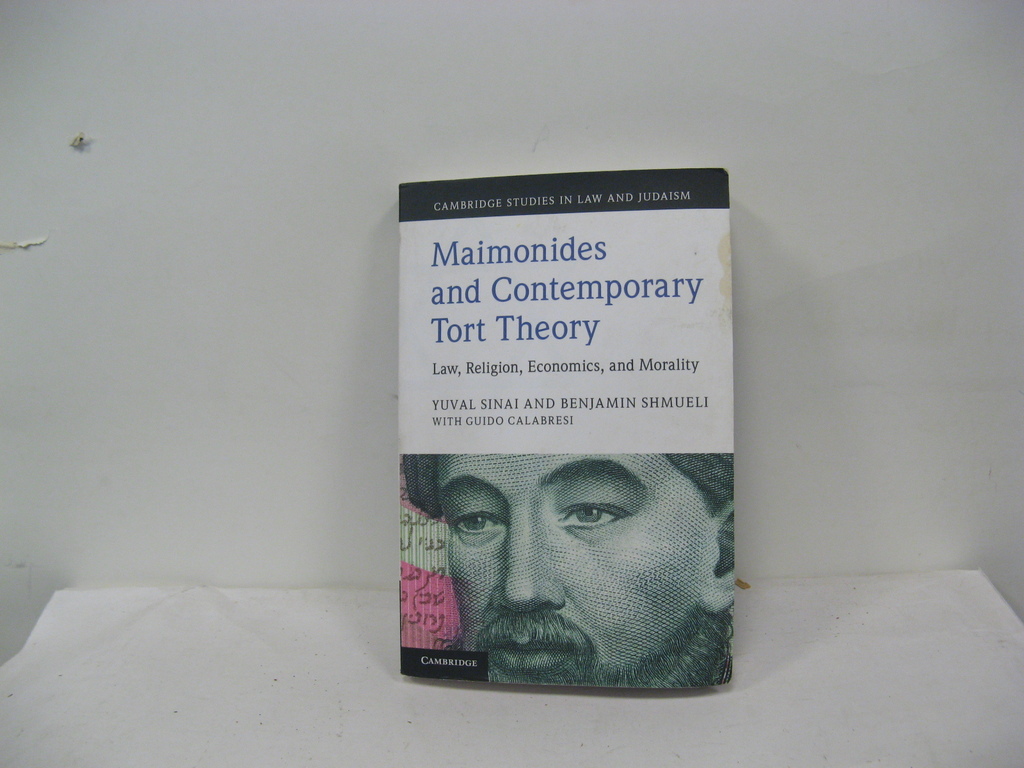 CAMBRIDGE STUDIES IN LAW AND JUDAISM
Maimonides
and Contemporary
Tort Theory
Law, Religion, Economics, and Morality
YUVAL SINAI AND BENJAMIN SHMUELI
WITH GUIDO CALABRESI
CAMBRIDGE